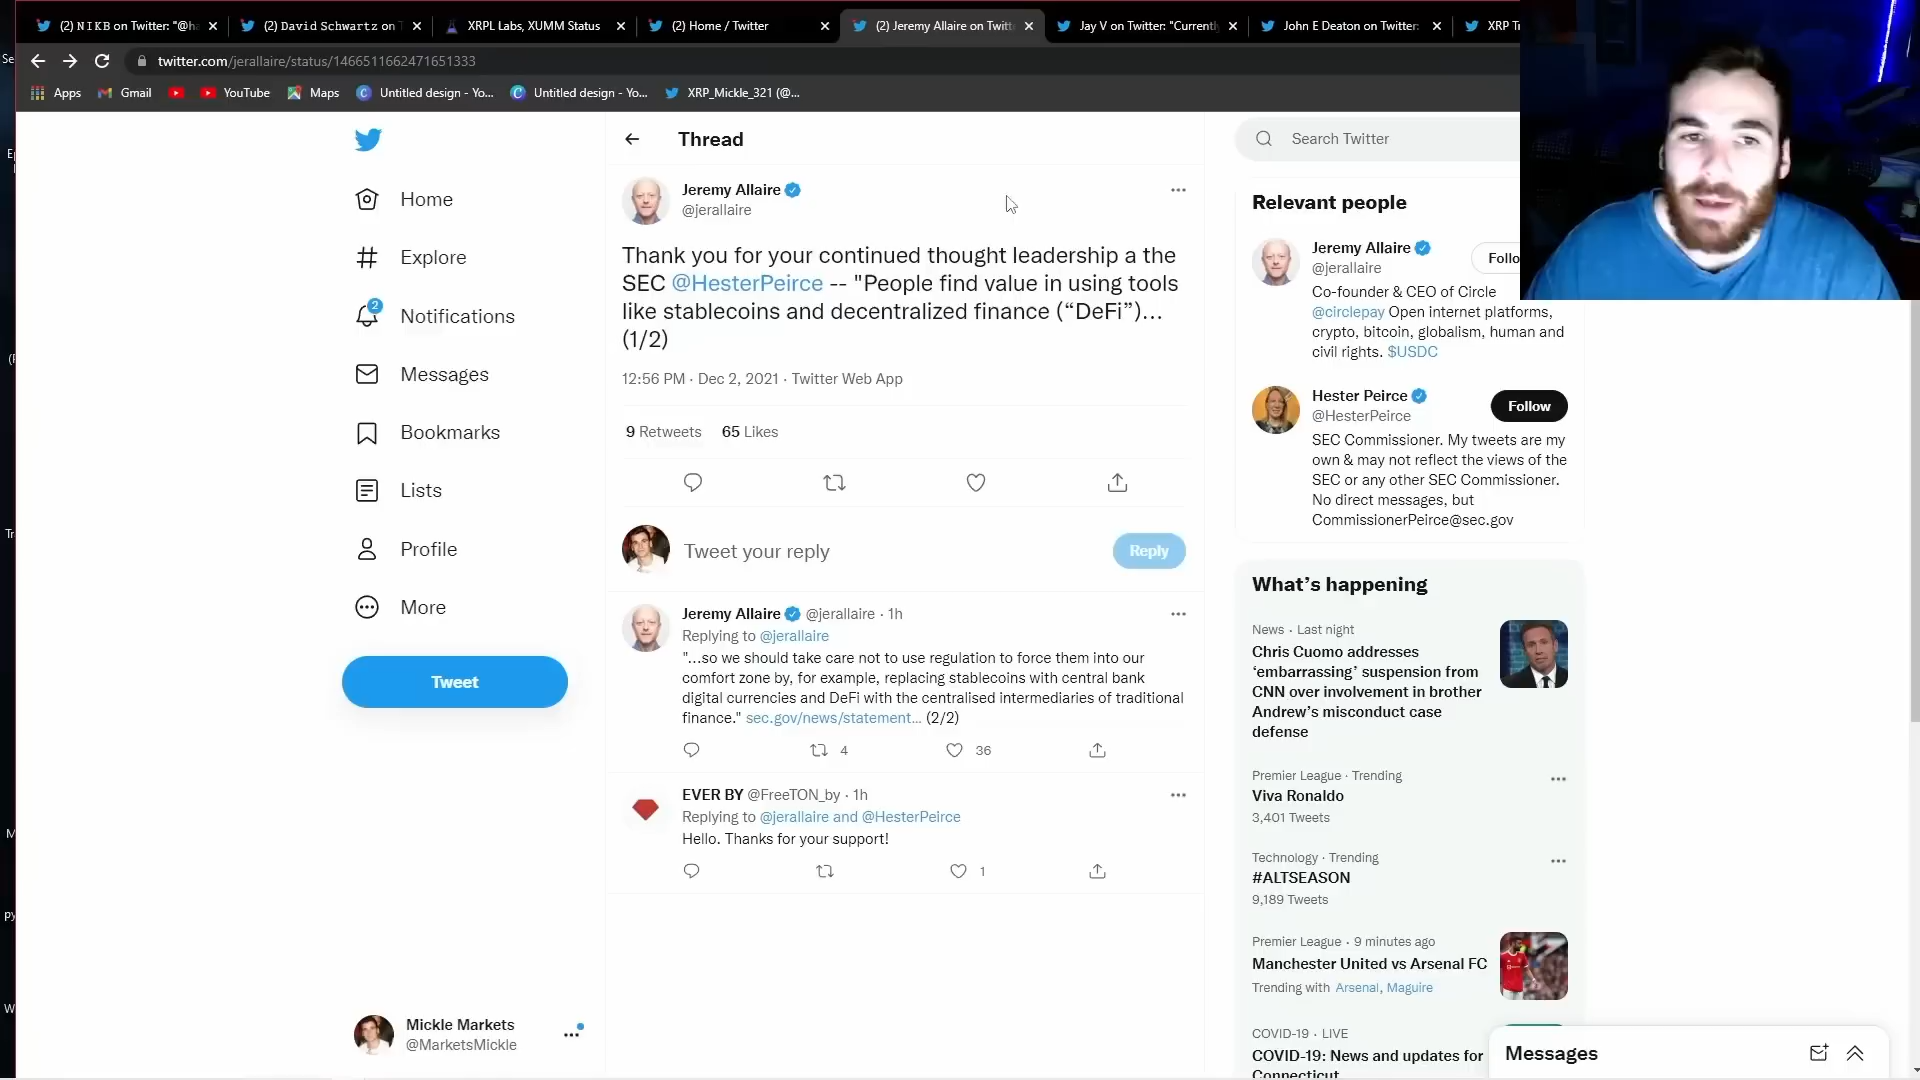 (2) N I K B on Twitter: "@ha
(2) David Schwartz on T
XRPL Labs, XUMM Status
(2) Home / Twitter
(2) Jeremy Allaire on Twitte
Jay V on Twitter: "Currently
John E Deaton on Twitter:
XRP Tr
twitter.com/jerallaire/status/1466511662471651333
Apps
Gmail
YouTube
Maps
Untitled design - Yo...
Untitled design - Yo...
XRP_Mickle_321 (@...
Home
Explore
2
Notifications
Messages
Bookmarks
Lists
Profile
More
Tweet
Mickle Markets
@MarketsMickle
Thread
Jeremy Allaire
@jerallaire
Thank you for your continued thought leadership a the
SEC @HesterPeirce -- "People find value in using tools
like stablecoins and decentralized finance (“DeFi”)...
(1/2)
12:56 PM · Dec 2, 2021 · Twitter Web App
9 Retweets 65 Likes
Tweet your reply
Reply
Jeremy Allaire @jerallaire · 1h
Replying to @jerallaire
"...so we should take care not to use regulation to force them into our
comfort zone by, for example, replacing stablecoins with central bank
digital currencies and DeFi with the centralised intermediaries of traditional
finance." sec.gov/news/statement... (2/2)
4
36
EVER BY @FreeTON_by · 1h
Replying to @jerallaire and @HesterPeirce
Hello. Thanks for your support!
1
Search Twitter
Relevant people
Jeremy Allaire
@jerallaire
Follo
Co-founder & CEO of Circle
@circlepay Open internet platforms,
crypto, bitcoin, globalism, human and
civil rights. $USDC
Hester Peirce
@HesterPeirce
Follow
SEC Commissioner. My tweets are my
own & may not reflect the views of the
SEC or any other SEC Commissioner.
No direct messages, but
CommissionerPeirce@sec.gov
What’s happening
News · Last night
Chris Cuomo addresses
‘embarrassing’ suspension from
CNN over involvement in brother
Andrew’s misconduct case
defense
Premier League · Trending
Viva Ronaldo
3,401 Tweets
Technology · Trending
#ALTSEASON
9,189 Tweets
Premier League · 9 minutes ago
Manchester United vs Arsenal FC
Trending with Arsenal, Maguire
COVID-19 · LIVE
COVID-19: News and updates for
Connecticut
Messages